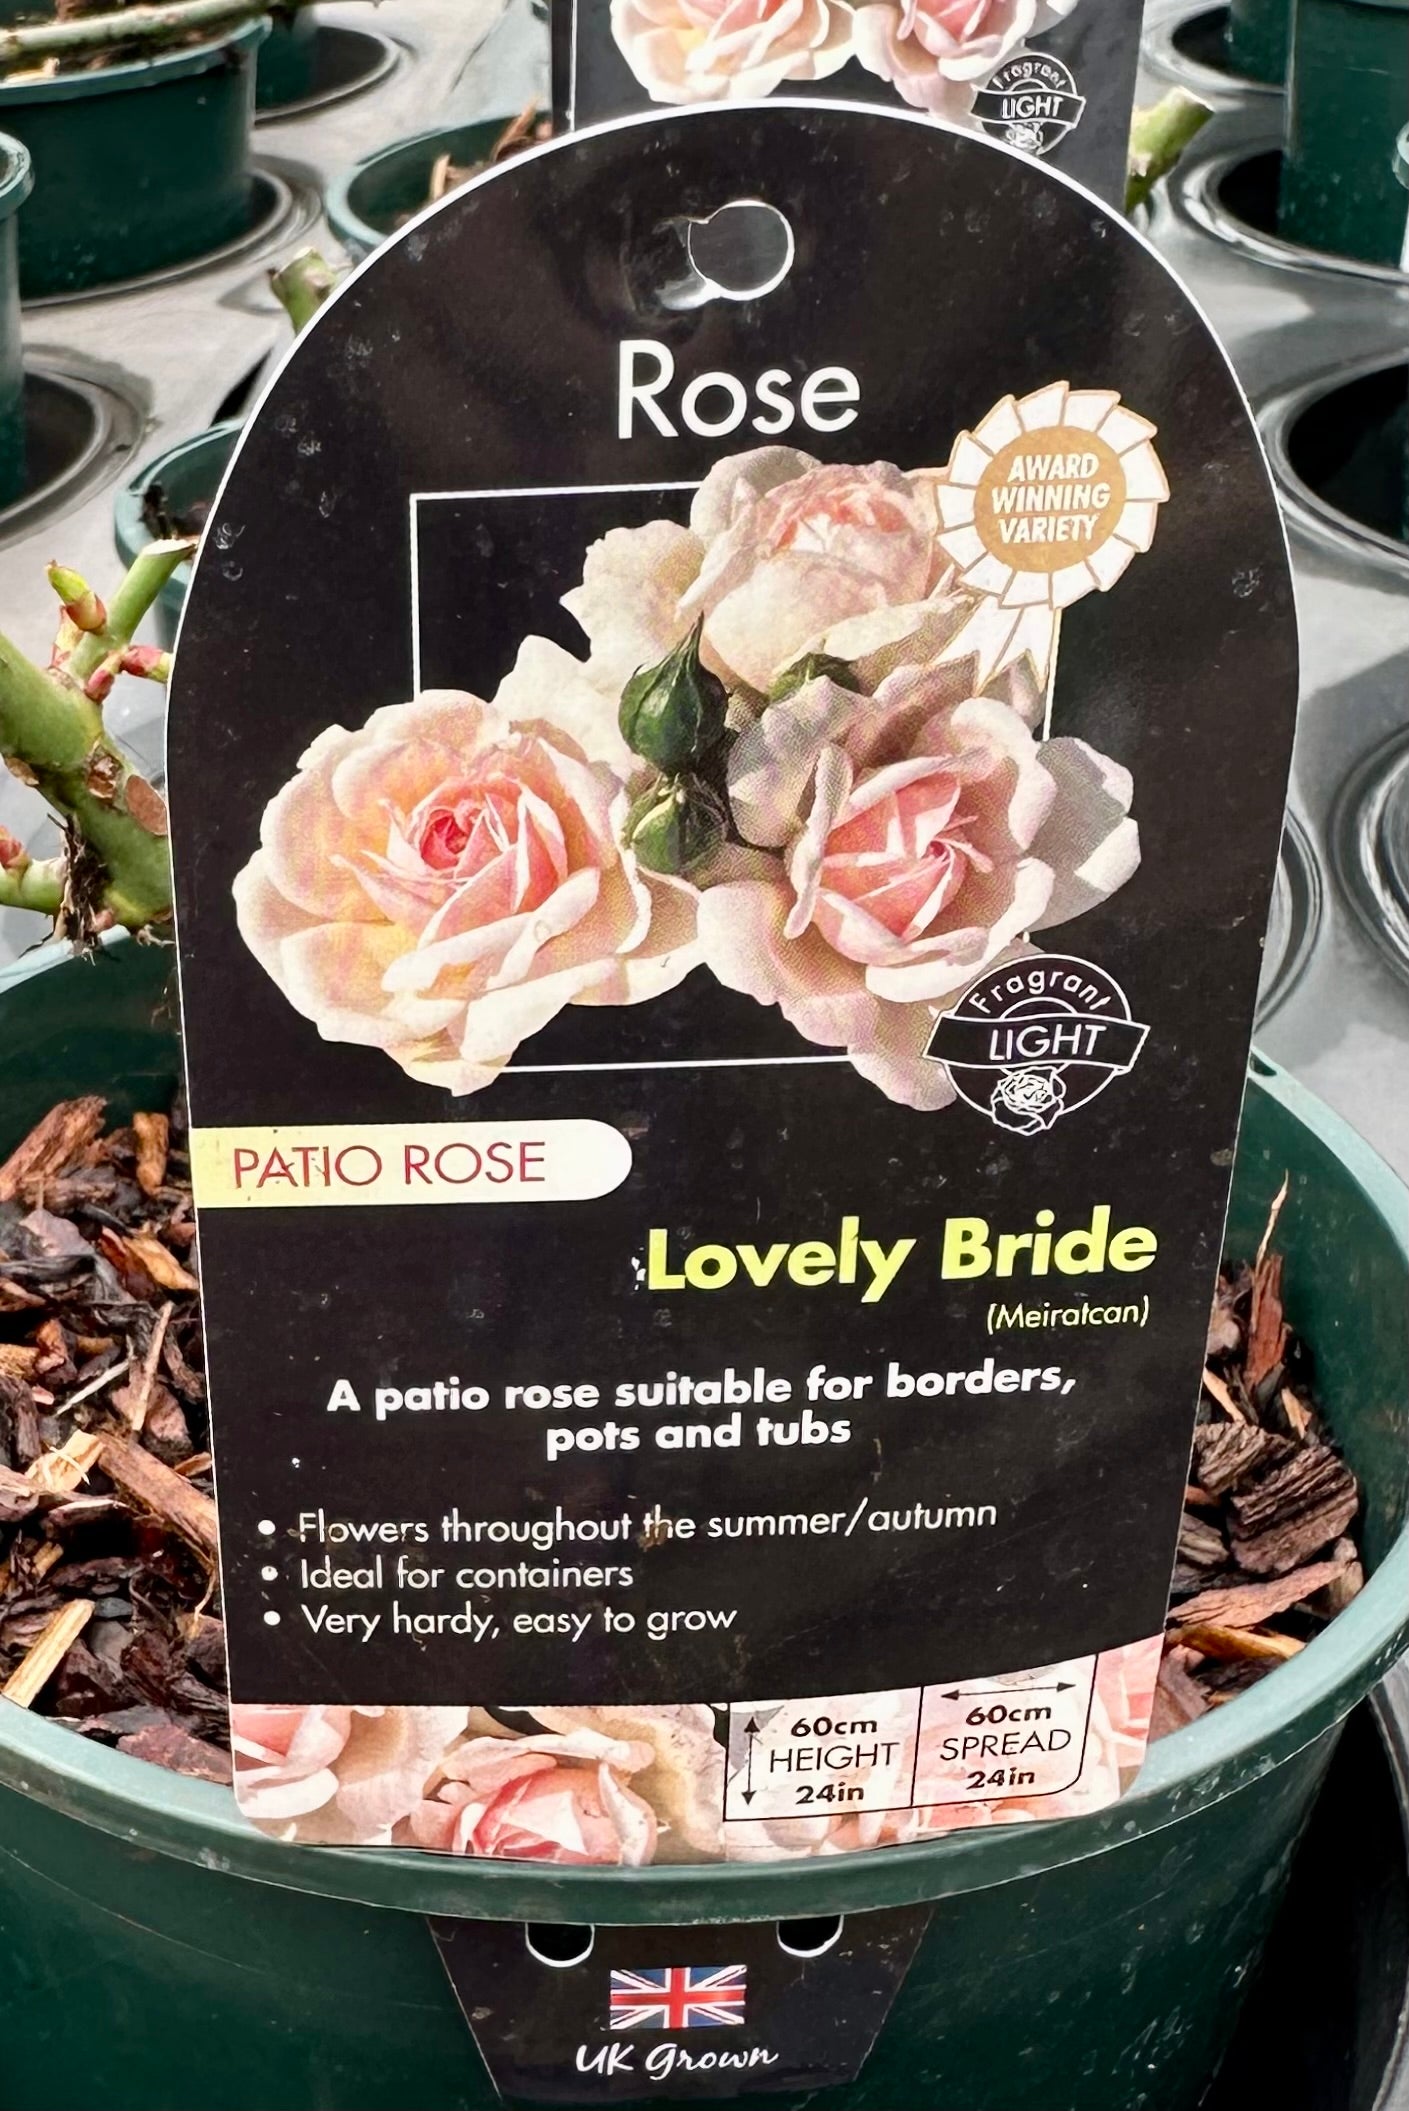 Fragrant
LIGHT
Rose
AWARD
WINNING
VARIETY
Fragrant
LIGHT
PATIO ROSE
Lovely Bride
(Meiratcan)
A patio rose suitable for borders,
pots and tubs
• Flowers throughout the summer/autumn
• Ideal for containers
• Very hardy, easy to grow
60cm
HEIGHT
24in
60cm
SPREAD
24in
UK Grown